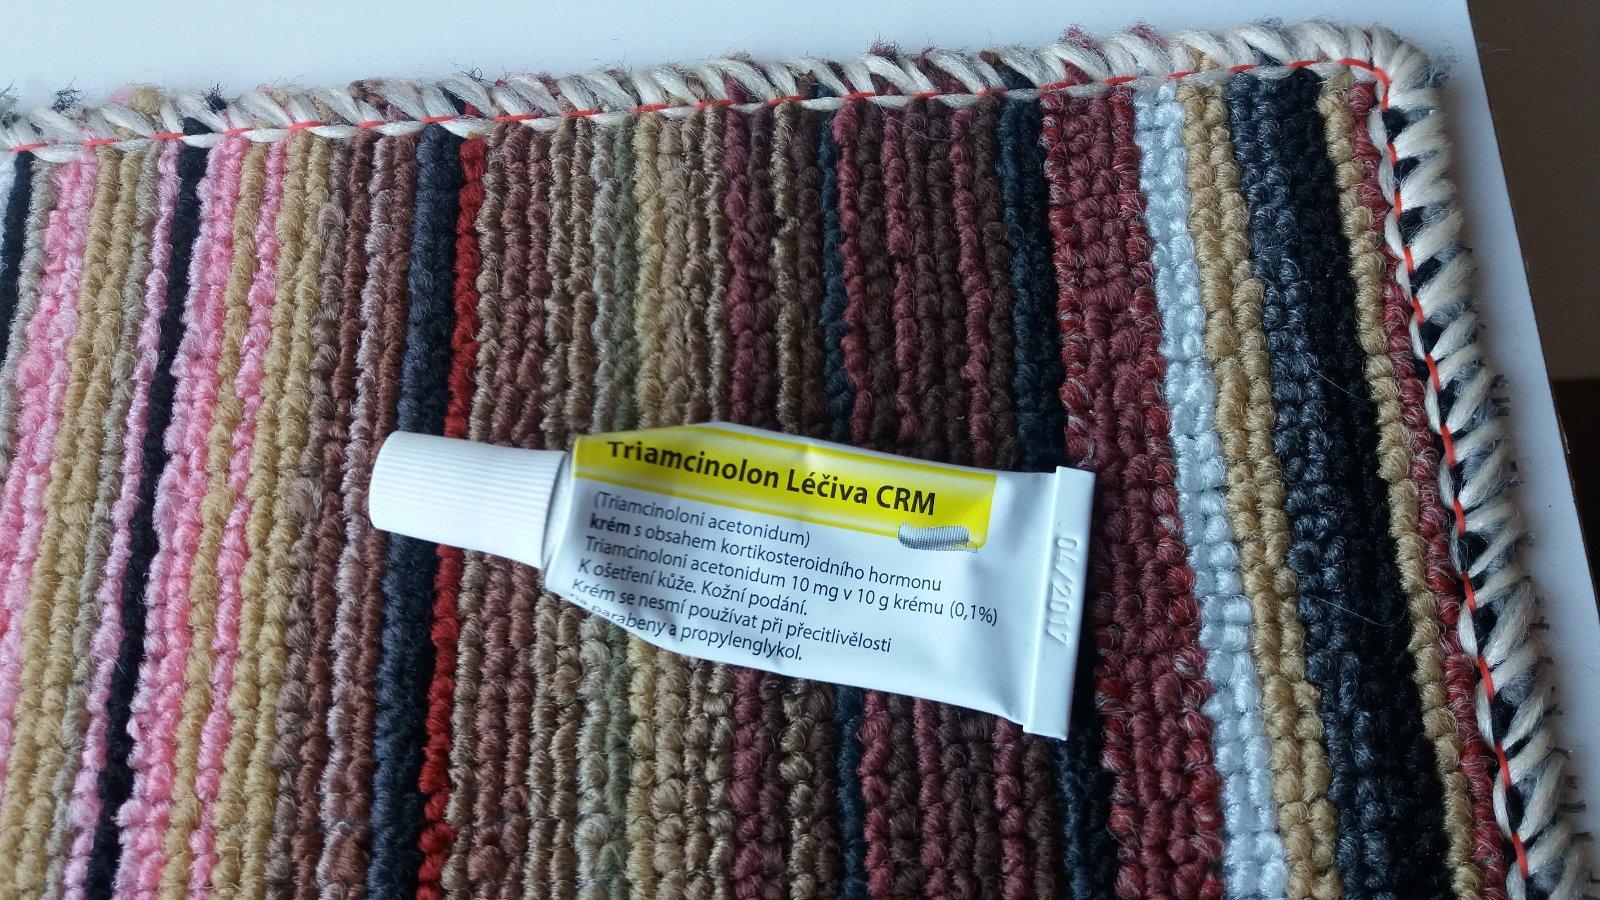 Triamcinolon Léčiva CRM
(Triamcinoloni acetonidum)
krém s obsahem kortikosteroidního hormonu
Triamcinoloni acetonidum 10 mg v 10 g krému (0,1%)
K ošetření kůže. Kožní podání.
Krém se nesmí používat při přecitlivělosti
na parabeny a propylenglykol.
04/2017